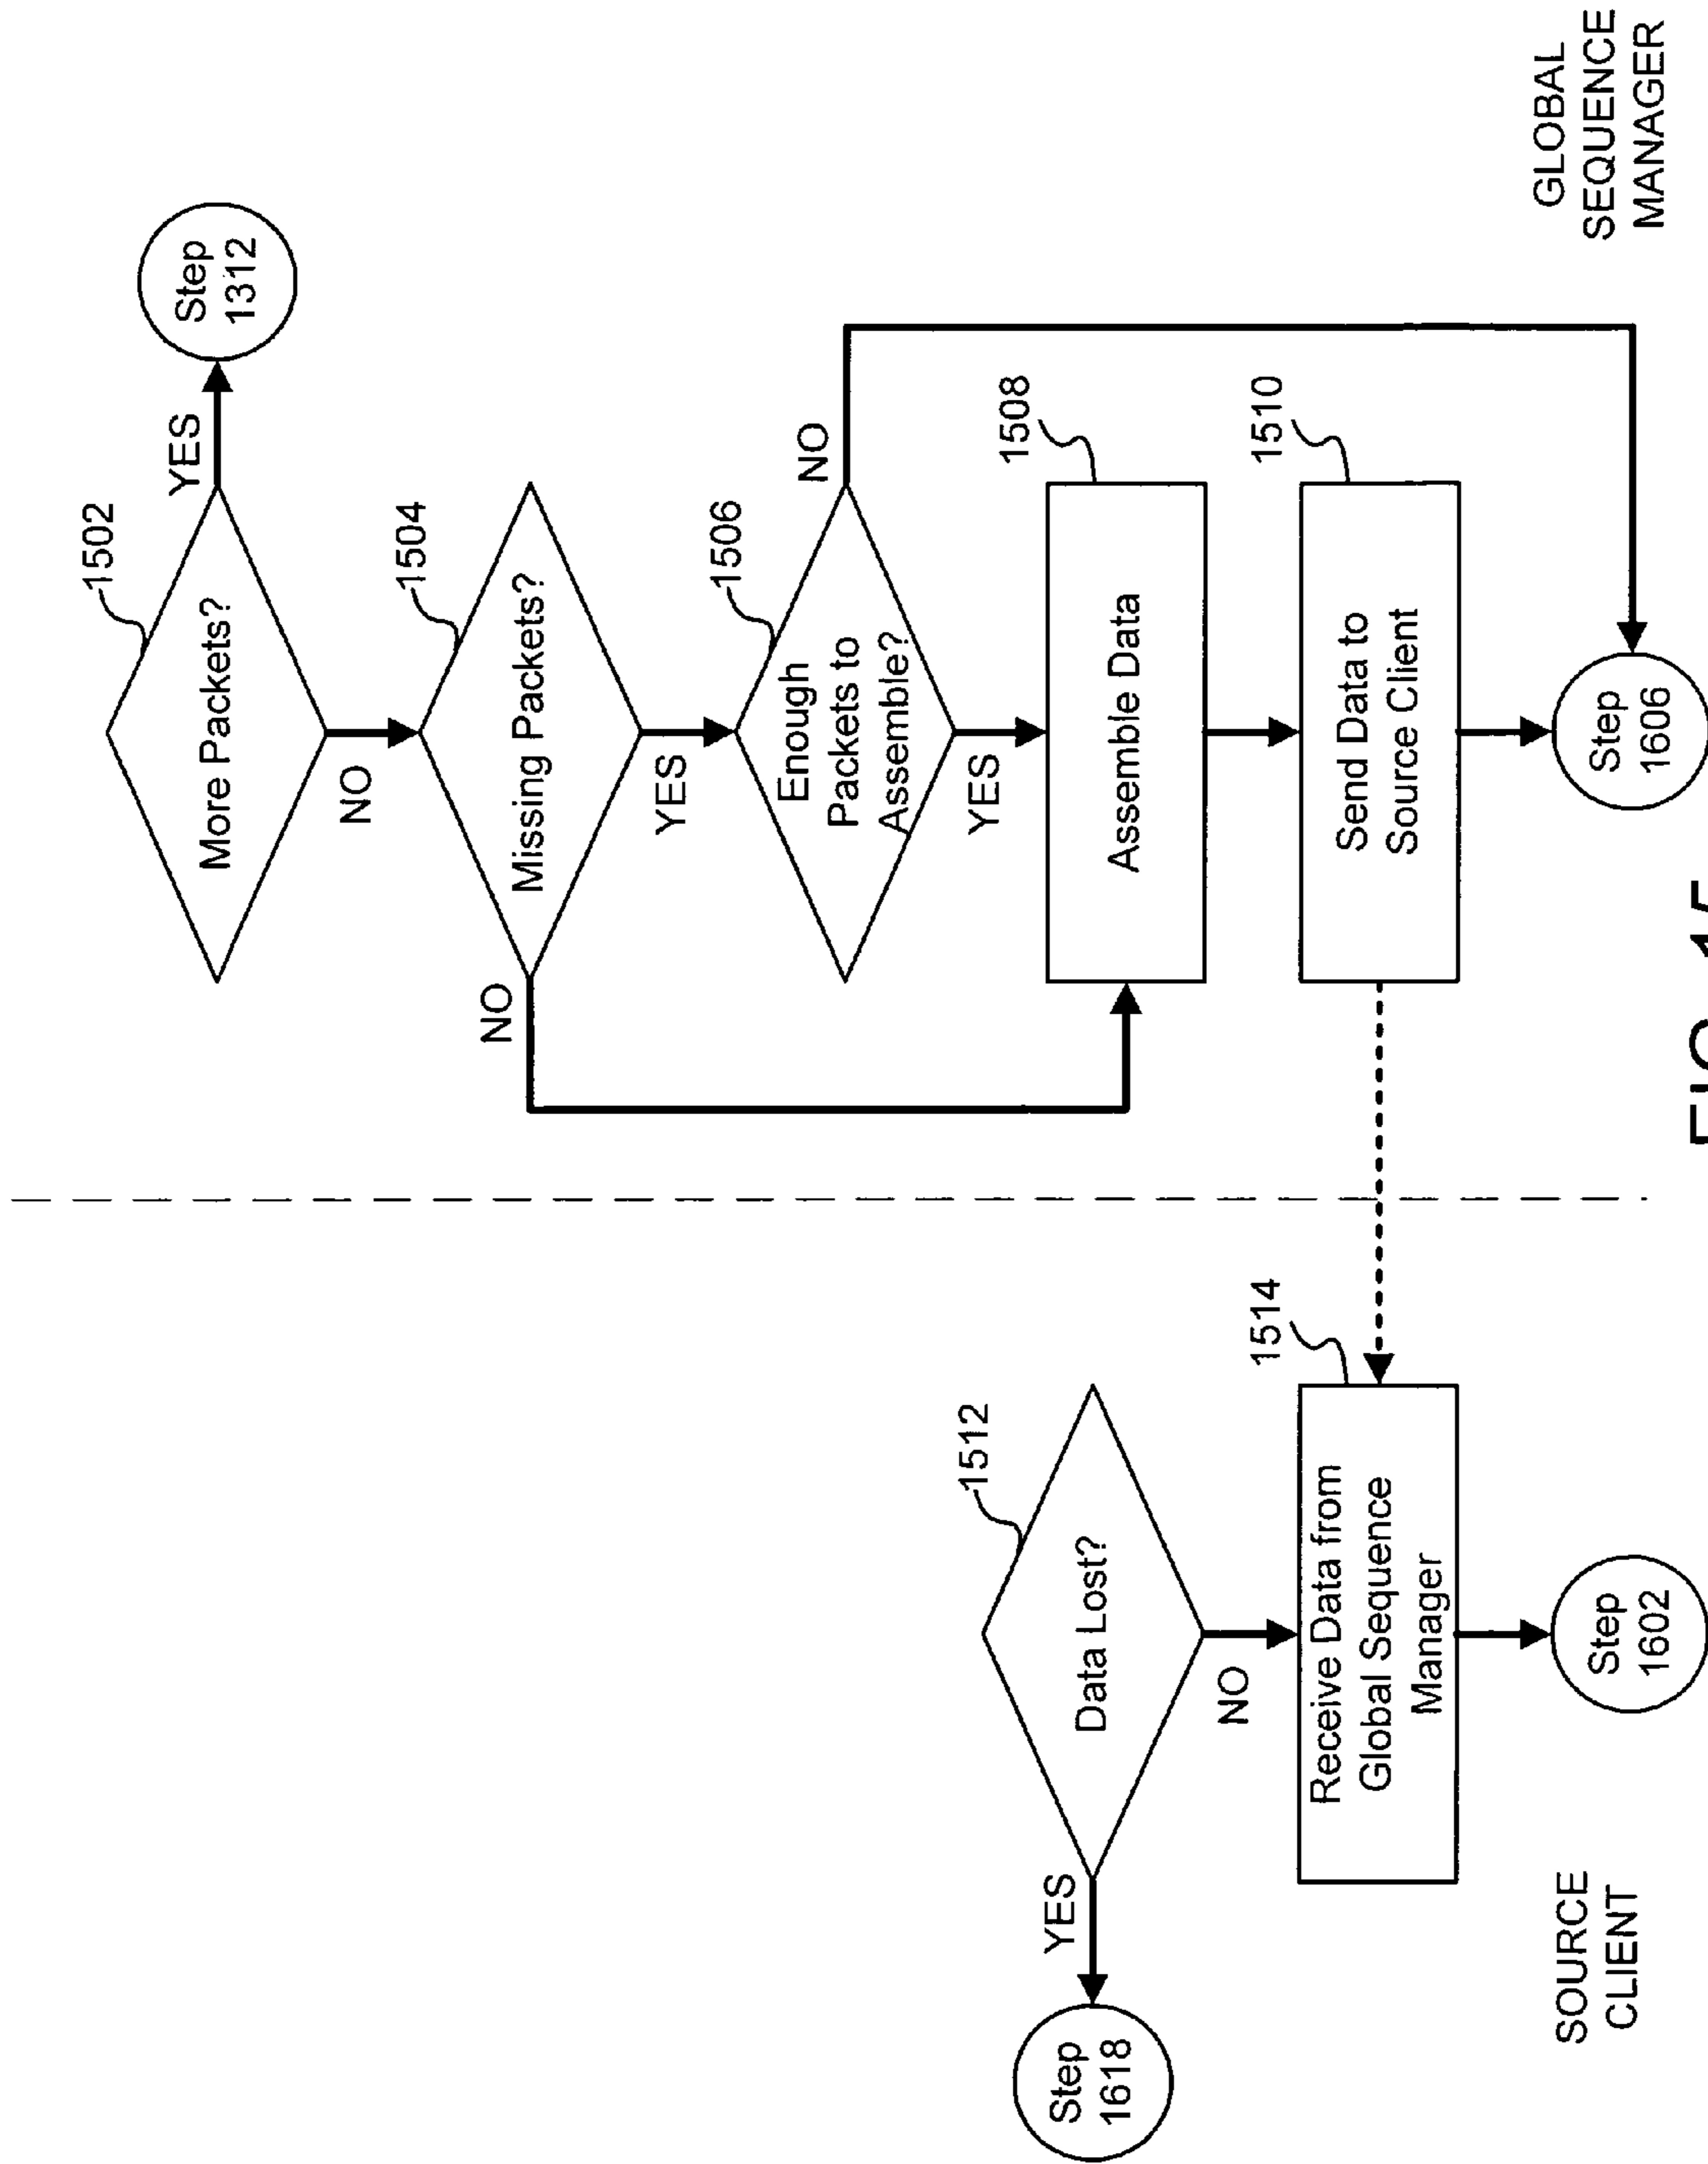 1502
More Packets?
YES
Step
1312
NO
1504
Missing Packets?
NO
YES
1506
Enough
Packets to
Assemble?
NO
YES
1508
Assemble Data
1510
Send Data to
Source Client
Step
1606
GLOBAL
SEQUENCE
MANAGER
1512
Data Lost?
YES
Step
1618
NO
1514
Receive Data from
Global Sequence
Manager
Step
1602
SOURCE
CLIENT
FIG. 15